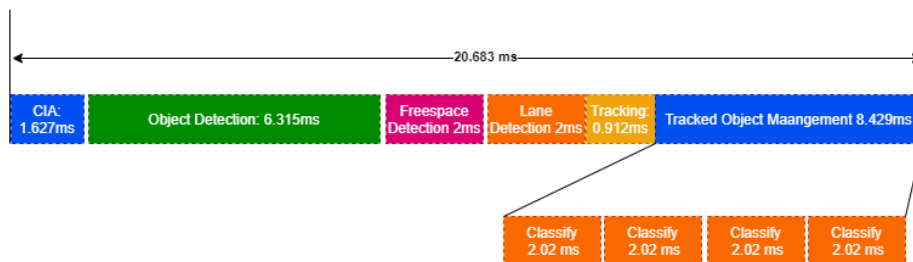 20.683 ms
CIA:
1.627ms
Object Detection: 6.315ms
Freespace
Detection 2ms
Lane
Detection 2ms
Tracking:
0.912ms
Tracked Object Maangement 8.429ms
Classify
2.02 ms
Classify
2.02 ms
Classify
2.02 ms
Classify
2.02 ms